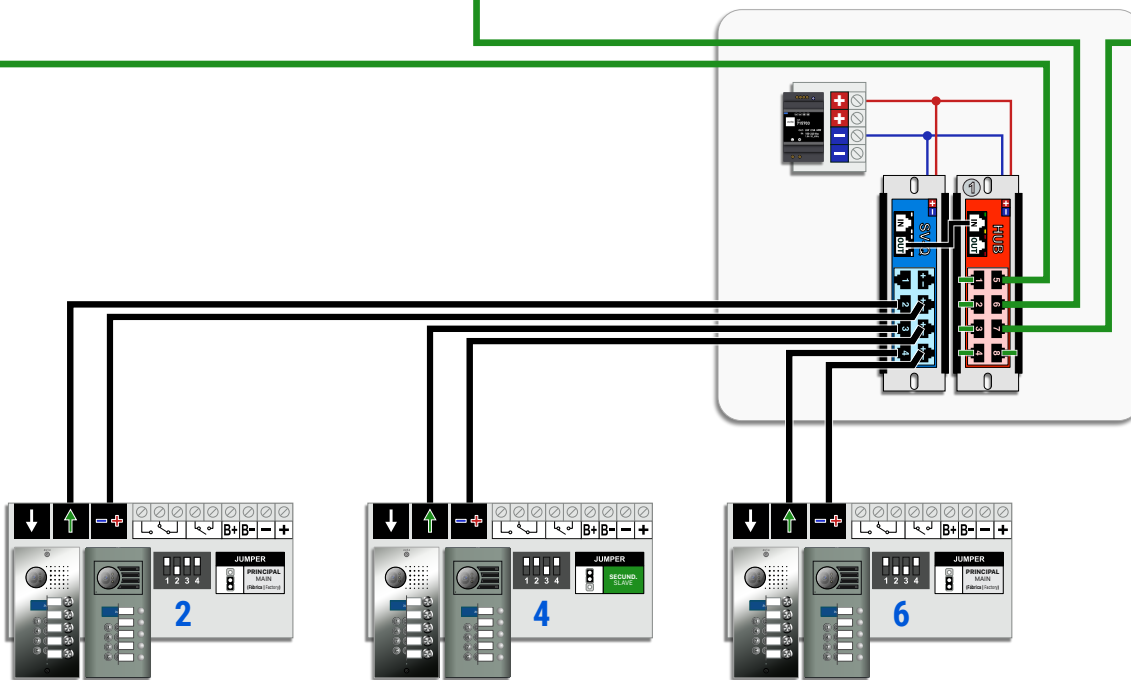 +
+
−
−
1
+
−
+
−
IN
OUT
IN
OUT
HUB
1
2
3
4
1
2
3
4
5
6
7
8
− +
B+ B- − +
1 2 3 4
JUMPER
PRINCIPAL
MAIN
(Fábrica | Factory)
2
− +
B+ B- − +
1 2 3 4
JUMPER
SECUND.
SLAVE
4
− +
B+ B- − +
1 2 3 4
JUMPER
PRINCIPAL
MAIN
(Fábrica | Factory)
6